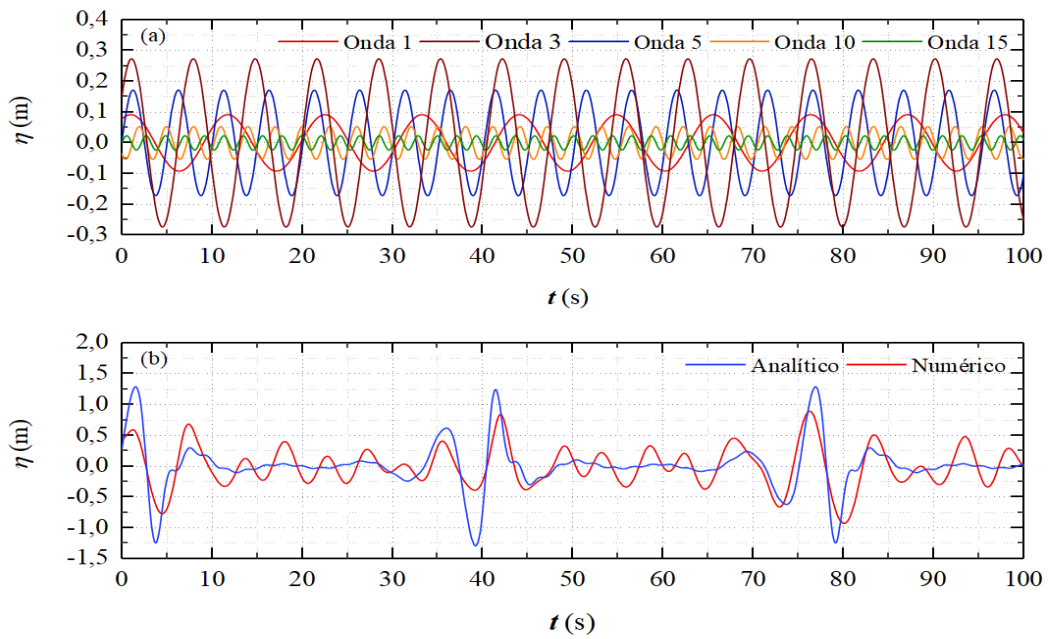 0,4
(a)
Onda 1 Onda 3 Onda 5 Onda 10 Onda 15
0,3
0,2
0,1
0,0
-0,1
-0,2
-0,3
η (m)
0 10 20 30 40 50 60 70 80 90 100
t (s)
2,0
(b)
Analítico Numérico
1,5
1,0
0,5
0,0
-0,5
-1,0
-1,5
η (m)
0 10 20 30 40 50 60 70 80 90 100
t (s)